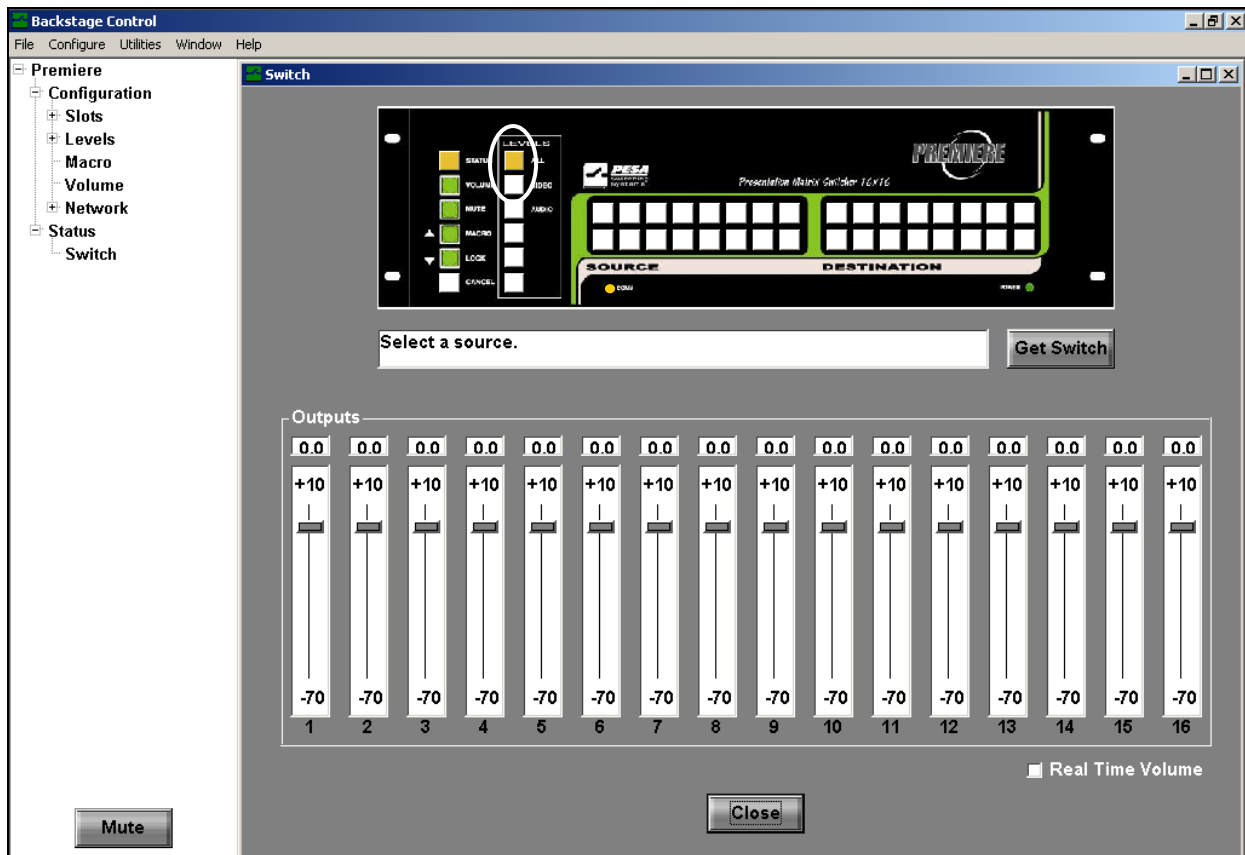 Backstage Control
File Configure Utilities Window Help
Premiere
Configuration
Slots
Levels
Macro
Volume
Network
Status
Switch
Mute
Switch
LEVELS
STATUS ALL
VOLUME VIDEO
MUTE AUDIO
MACRO
LOCK
CANCEL
PESA
SWITCHING
SYSTEMS
PREMIERE
Presentation Matrix Switcher 16x16
SOURCE DESTINATION
COMM POWER
Select a source.
Get Switch
Outputs
0.0 0.0 0.0 0.0 0.0 0.0 0.0 0.0 0.0 0.0 0.0 0.0 0.0 0.0 0.0 0.0
+10 +10 +10 +10 +10 +10 +10 +10 +10 +10 +10 +10 +10 +10 +10 +10
-70 -70 -70 -70 -70 -70 -70 -70 -70 -70 -70 -70 -70 -70 -70 -70
1 2 3 4 5 6 7 8 9 10 11 12 13 14 15 16
Real Time Volume
Close